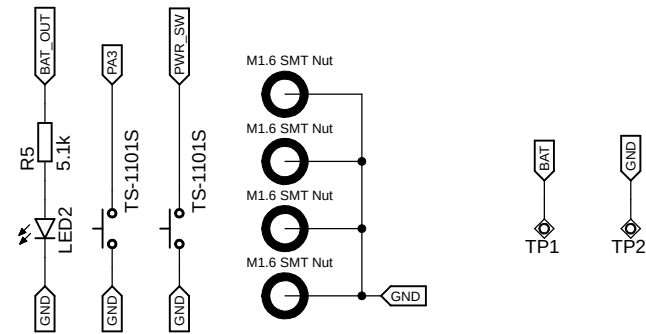 BAT_OUT
PA3
PWR_SW
R5
5.1k
LED2
TS-1101S
TS-1101S
GND
GND
GND
M1.6 SMT Nut
M1.6 SMT Nut
M1.6 SMT Nut
M1.6 SMT Nut
GND
BAT
GND
TP1
TP2